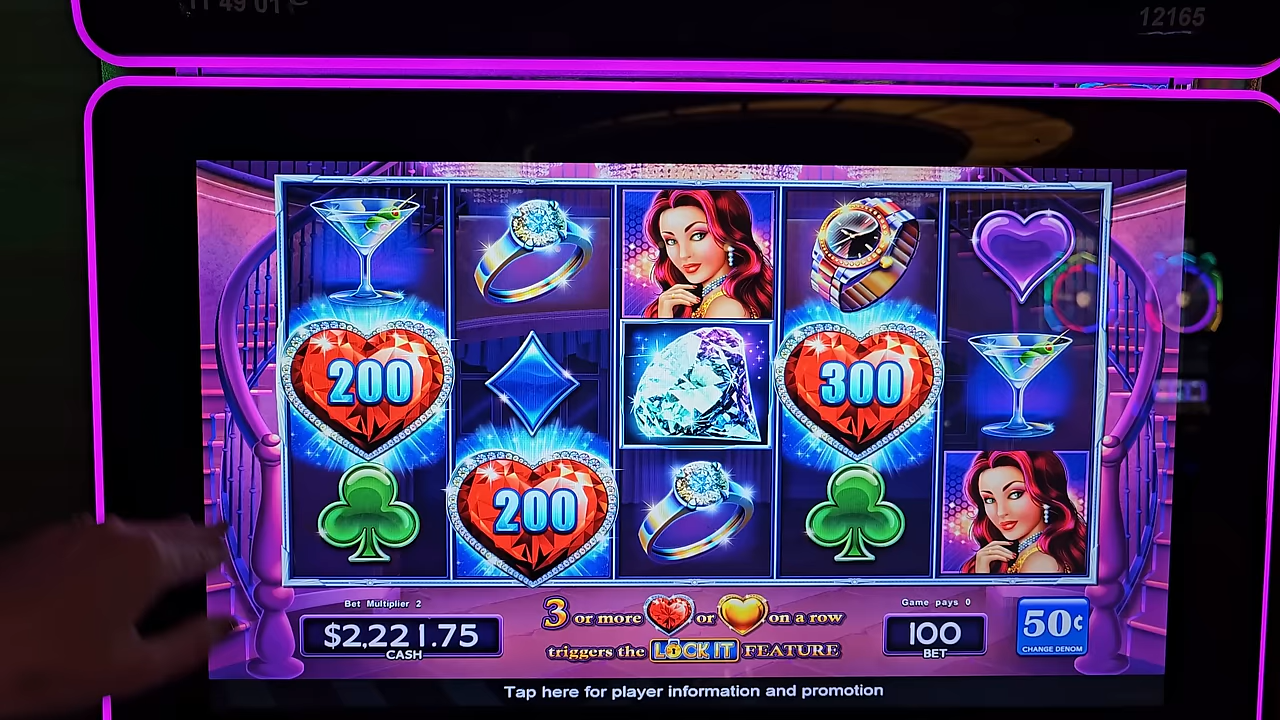 12165
200
300
200
Bet Multiplier 2
$2,221.75
CASH
3 or more or on a row
triggers the LOCK IT FEATURE
Game pays 0
100
BET
50¢
CHANGE DENOM
Tap here for player information and promotion